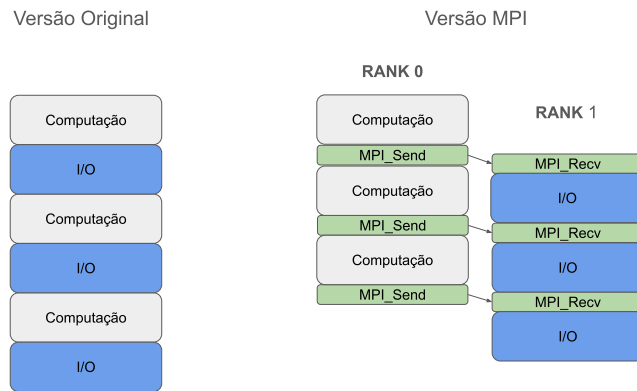 Versão Original
Computação
I/O
Computação
I/O
Computação
I/O
Versão MPI
RANK 0
Computação
MPI_Send
Computação
MPI_Send
Computação
MPI_Send
RANK 1
MPI_Recv
I/O
MPI_Recv
I/O
MPI_Recv
I/O